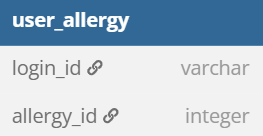 user_allergy
login_id varchar
allergy_id integer